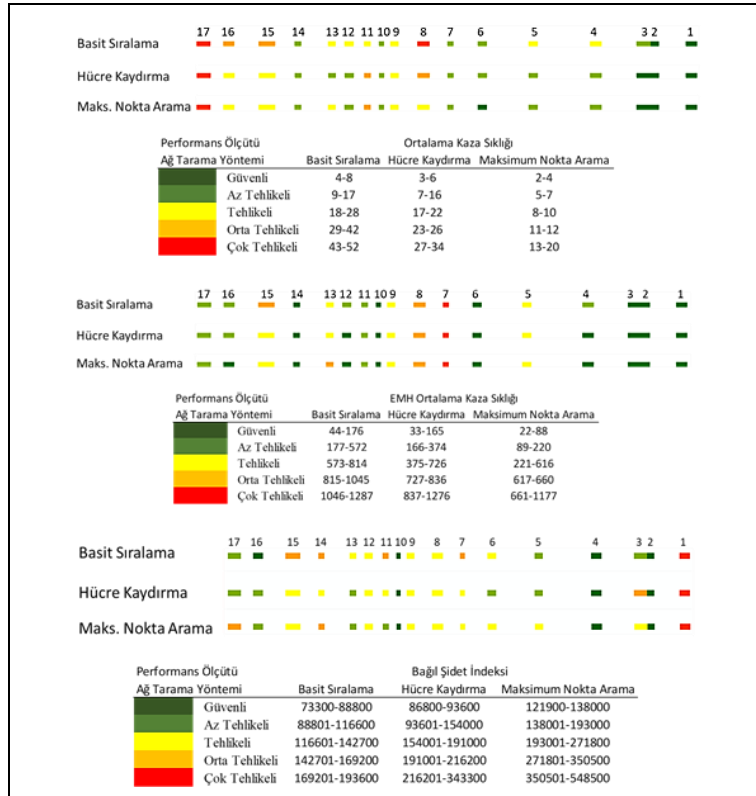 17 16 15 14 13 12 11 10 9 8 7 6 5 4 3 2 1
Basit Sıralama
Hücre Kaydırma
Maks. Nokta Arama
Performans Ölçütü Ortalama Kaza Sıklığı
Ağ Tarama Yöntemi Basit Sıralama Hücre Kaydırma Maksimum Nokta Arama
Güvenli 4-8 3-6 2-4
Az Tehlikeli 9-17 7-16 5-7
Tehlikeli 18-28 17-22 8-10
Orta Tehlikeli 29-42 23-26 11-12
Çok Tehlikeli 43-52 27-34 13-20
17 16 15 14 13 12 11 10 9 8 7 6 5 4 3 2 1
Basit Sıralama
Hücre Kaydırma
Maks. Nokta Arama
Performans Ölçütü EMH Ortalama Kaza Sıklığı
Ağ Tarama Yöntemi Basit Sıralama Hücre Kaydırma Maksimum Nokta Arama
Güvenli 44-176 33-165 22-88
Az Tehlikeli 177-572 166-374 89-220
Tehlikeli 573-814 375-726 221-616
Orta Tehlikeli 815-1045 727-836 617-660
Çok Tehlikeli 1046-1287 837-1276 661-1177
17 16 15 14 13 12 11 10 9 8 7 6 5 4 3 2 1
Basit Sıralama
Hücre Kaydırma
Maks. Nokta Arama
Performans Ölçütü Bağıl Şidet İndeksi
Ağ Tarama Yöntemi Basit Sıralama Hücre Kaydırma Maksimum Nokta Arama
Güvenli 73300-88800 86800-93600 121900-138000
Az Tehlikeli 88801-116600 93601-154000 138001-193000
Tehlikeli 116601-142700 154001-191000 193001-271800
Orta Tehlikeli 142701-169200 191001-216200 271801-350500
Çok Tehlikeli 169201-193600 216201-343300 350501-548500